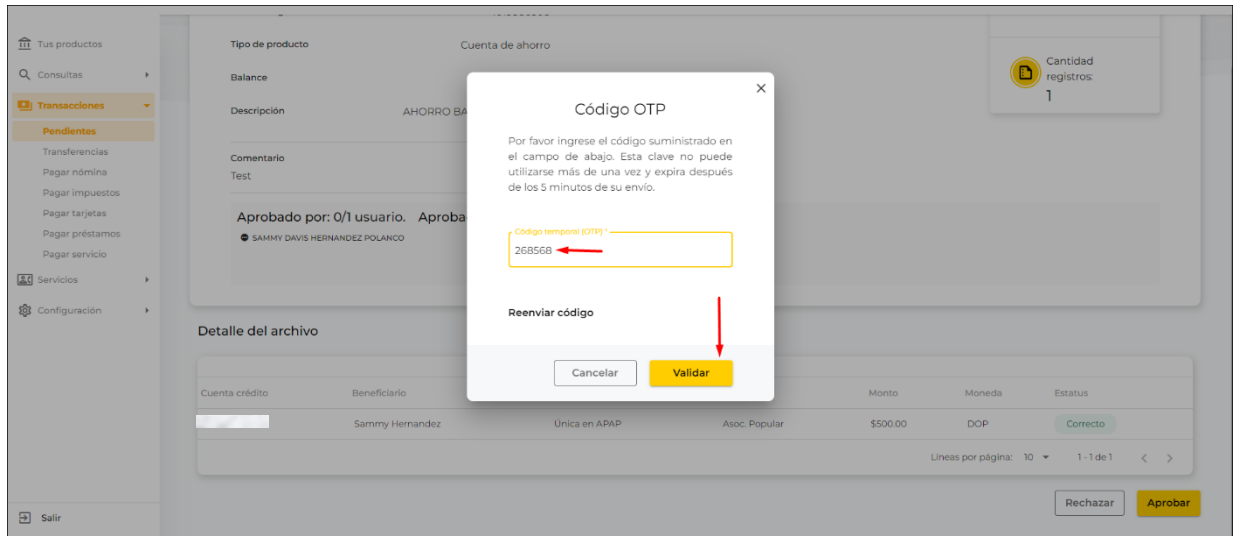 Tus productos
Consultas
Transacciones
Pendientes
Transferencias
Pagar nómina
Pagar impuestos
Pagar tarjetas
Pagar préstamos
Pagar servicio
Servicios
Configuración
Salir
Tipo de producto Cuenta de ahorro
Balance
Descripción AHORRO BA
Comentario
Test
Aprobado por: 0/1 usuario. Aproba
SAMMY DAVIS HERNANDEZ POLANCO
Cantidad
registros:
1
Código OTP
Por favor ingrese el código suministrado en
el campo de abajo. Esta clave no puede
utilizarse más de una vez y expira después
de los 5 minutos de su envío.
Código temporal (OTP) *
268568
Reenviar código
Cancelar Validar
Detalle del archivo
Cuenta crédito Beneficiario Monto Moneda Estatus
Sammy Hernandez Única en APAP Asoc. Popular $500.00 DOP Correcto
Líneas por página: 10 1 - 1 de 1
Rechazar Aprobar